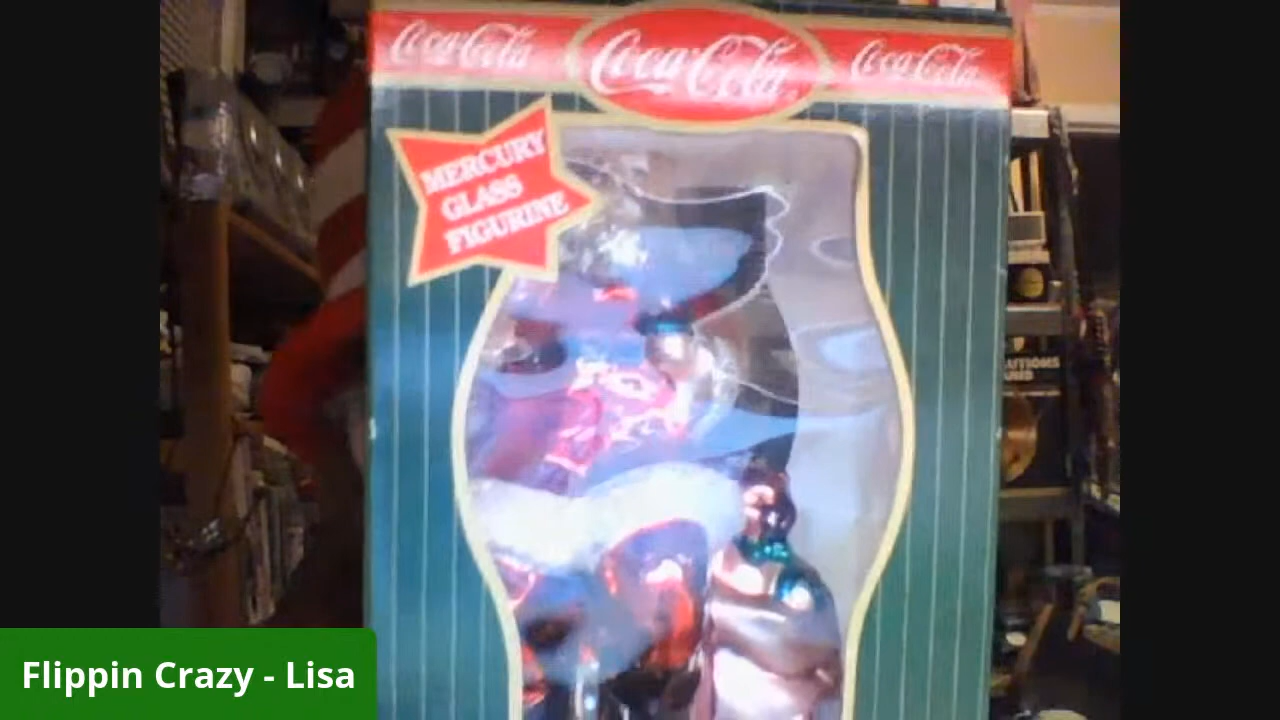 Coca-Cola Coca-Cola Coca-Cola
MERCURY
GLASS
FIGURINE
Flippin Crazy - Lisa